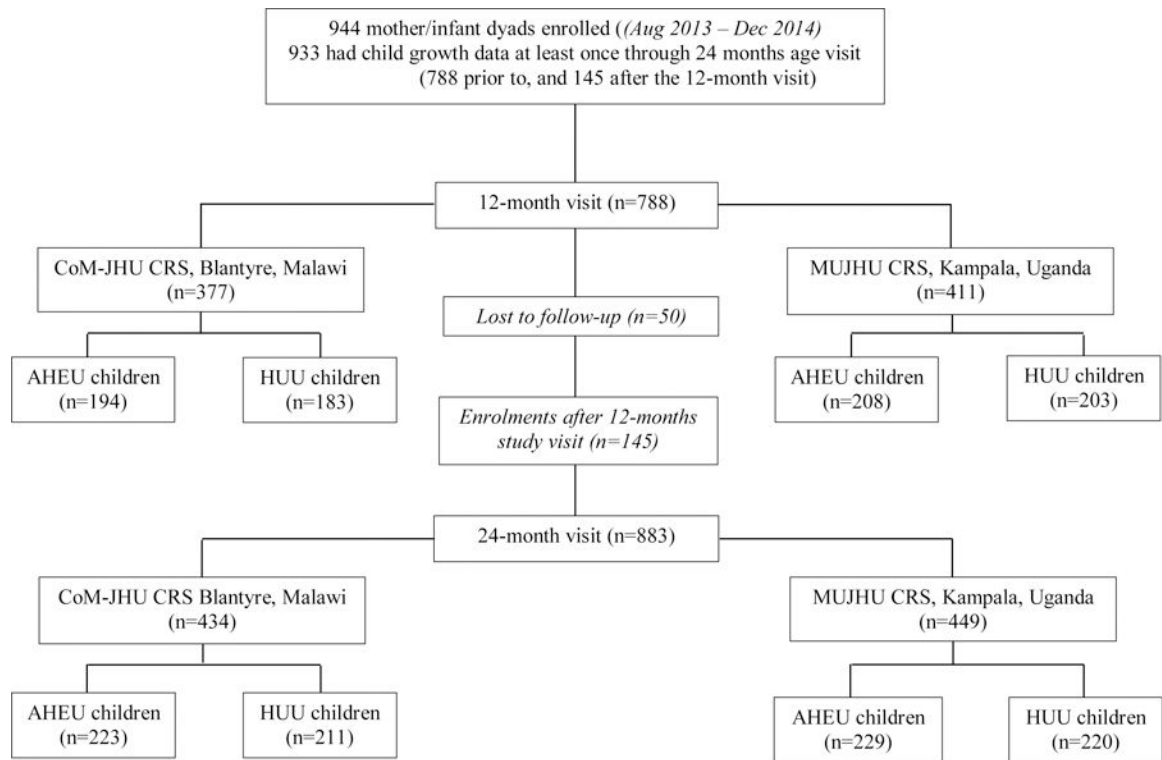 944 mother/infant dyads enrolled ((Aug 2013 – Dec 2014)
933 had child growth data at least once through 24 months age visit
(788 prior to, and 145 after the 12-month visit)
12-month visit (n=788)
CoM-JHU CRS, Blantyre, Malawi
(n=377)
MUJHU CRS, Kampala, Uganda
(n=411)
Lost to follow-up (n=50)
AHEU children
(n=194)
HUU children
(n=183)
AHEU children
(n=208)
HUU children
(n=203)
Enrolments after 12-months
study visit (n=145)
24-month visit (n=883)
CoM-JHU CRS Blantyre, Malawi
(n=434)
MUJHU CRS, Kampala, Uganda
(n=449)
AHEU children
(n=223)
HUU children
(n=211)
AHEU children
(n=229)
HUU children
(n=220)